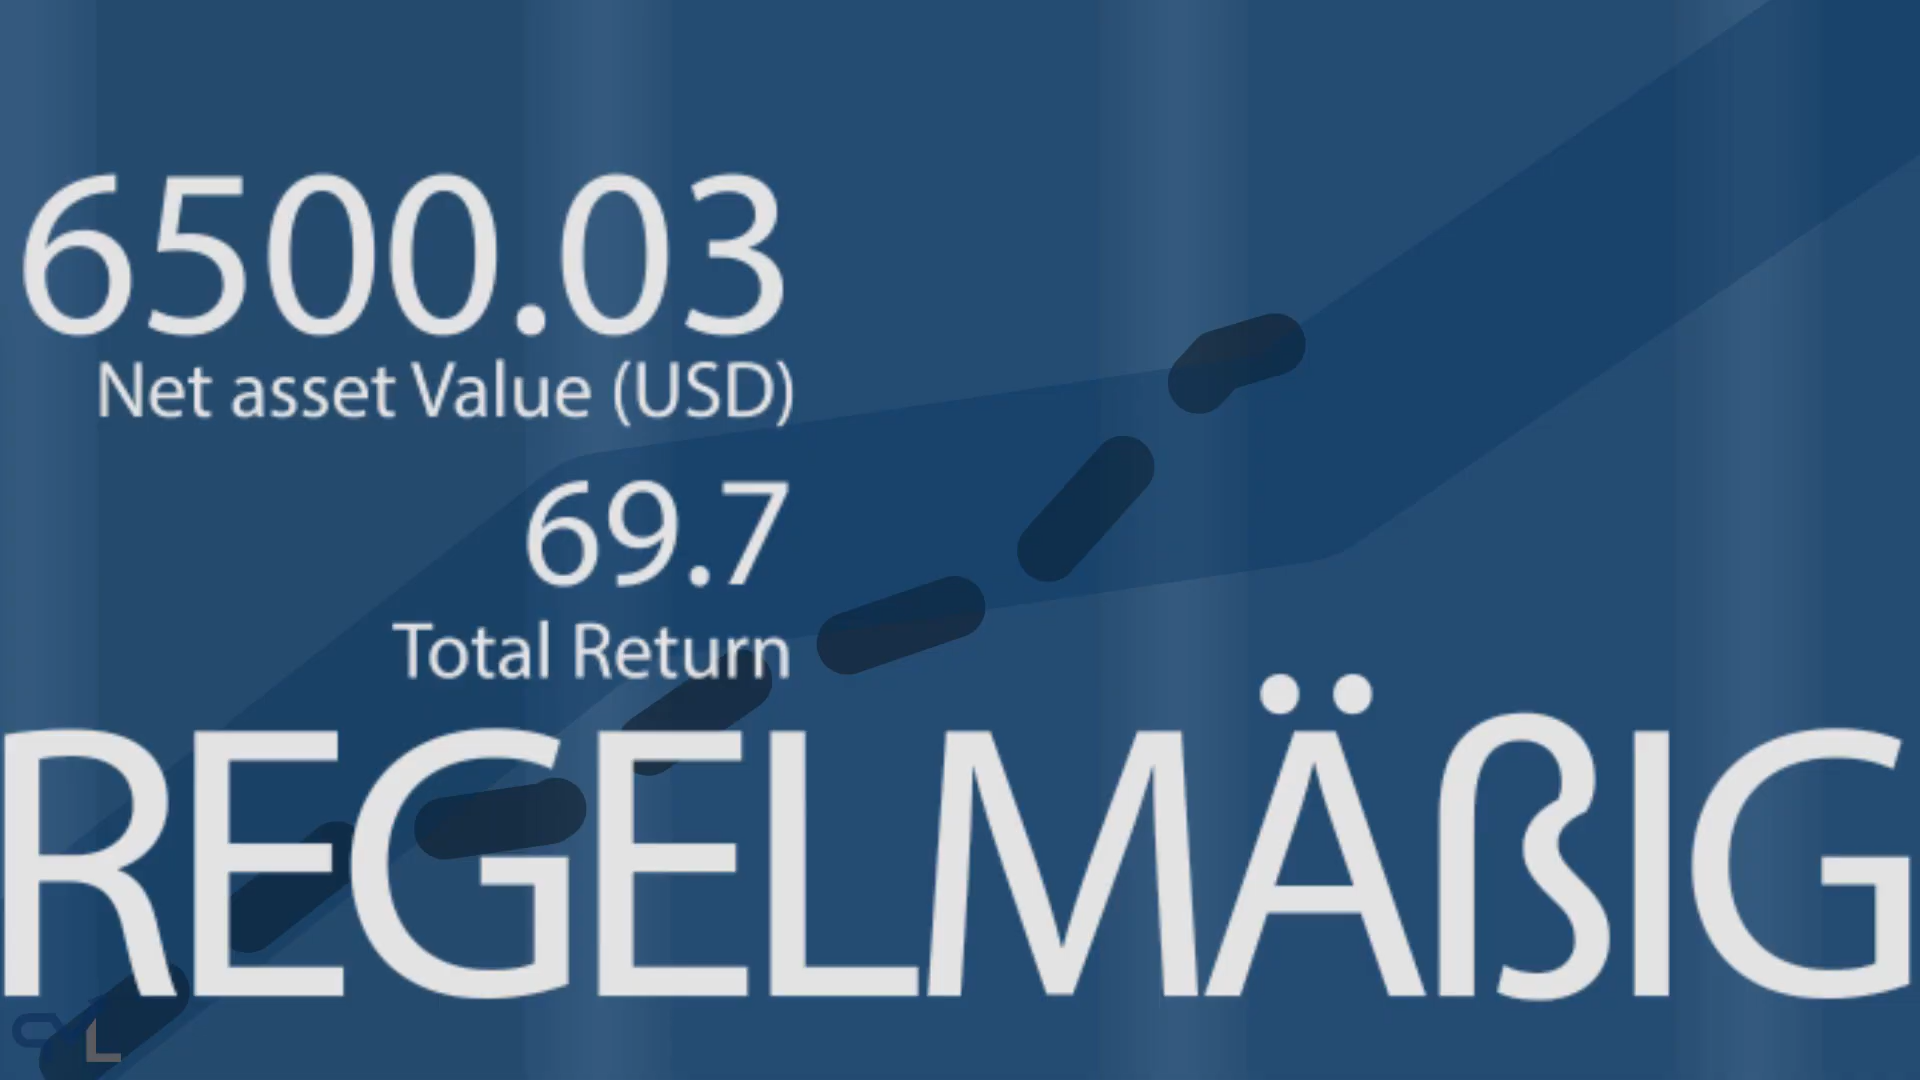 6500.03
Net asset Value (USD)
69.7
Total Return
REGELMÄßIG